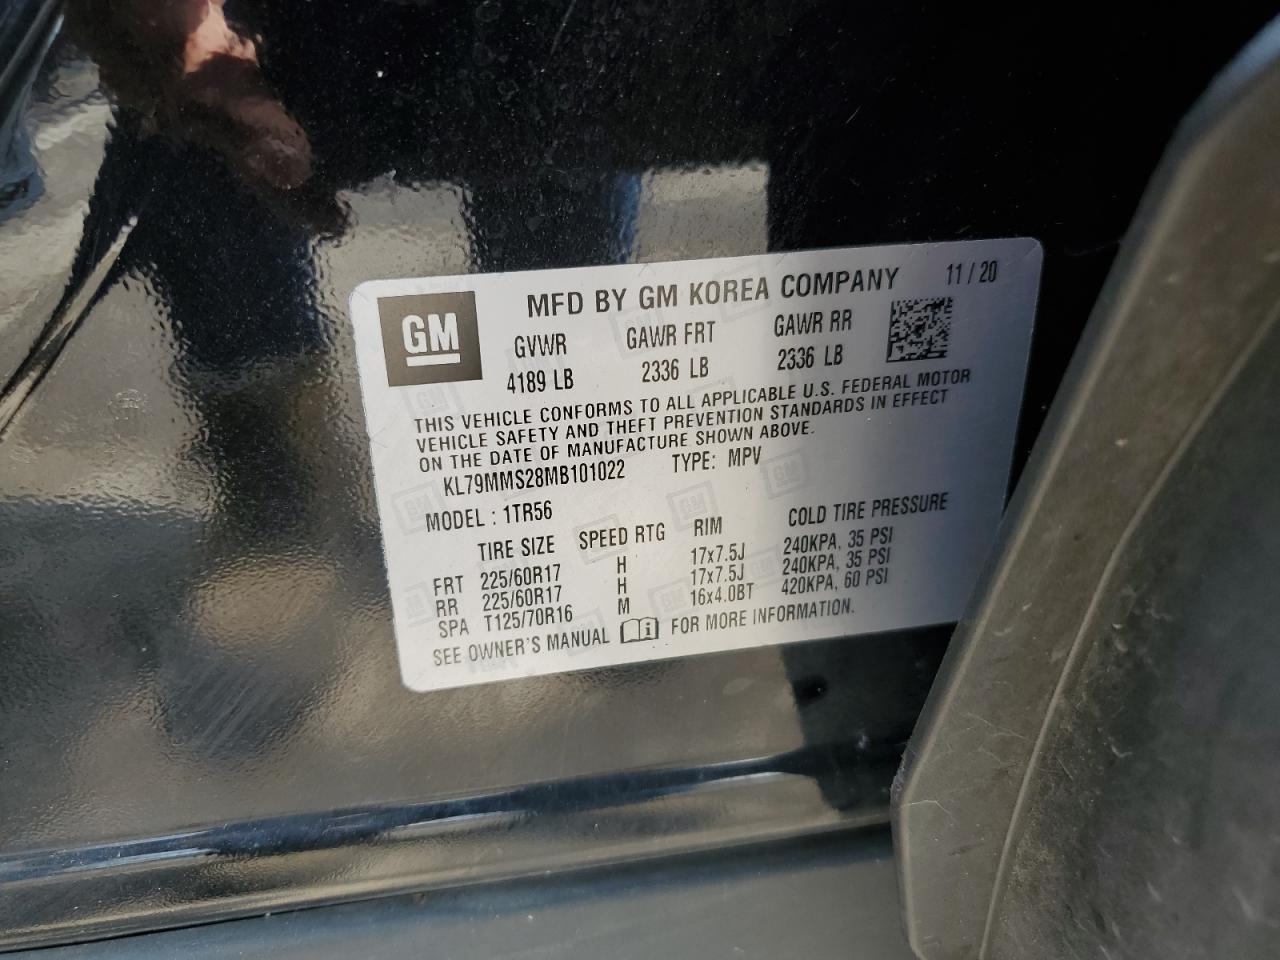 MFD BY GM KOREA COMPANY 11 / 20
GM
GVWR GAWR FRT GAWR RR
4189 LB 2336 LB 2336 LB
THIS VEHICLE CONFORMS TO ALL APPLICABLE U.S. FEDERAL MOTOR
VEHICLE SAFETY AND THEFT PREVENTION STANDARDS IN EFFECT
ON THE DATE OF MANUFACTURE SHOWN ABOVE.
KL79MMS28MB101022 TYPE: MPV
MODEL : 1TR56
TIRE SIZE SPEED RTG RIM COLD TIRE PRESSURE
FRT 225/60R17 H 17x7.5J 240KPA, 35 PSI
RR 225/60R17 H 17x7.5J 240KPA, 35 PSI
SPA T125/70R16 M 16x4.0BT 420KPA, 60 PSI
SEE OWNER'S MANUAL FOR MORE INFORMATION.